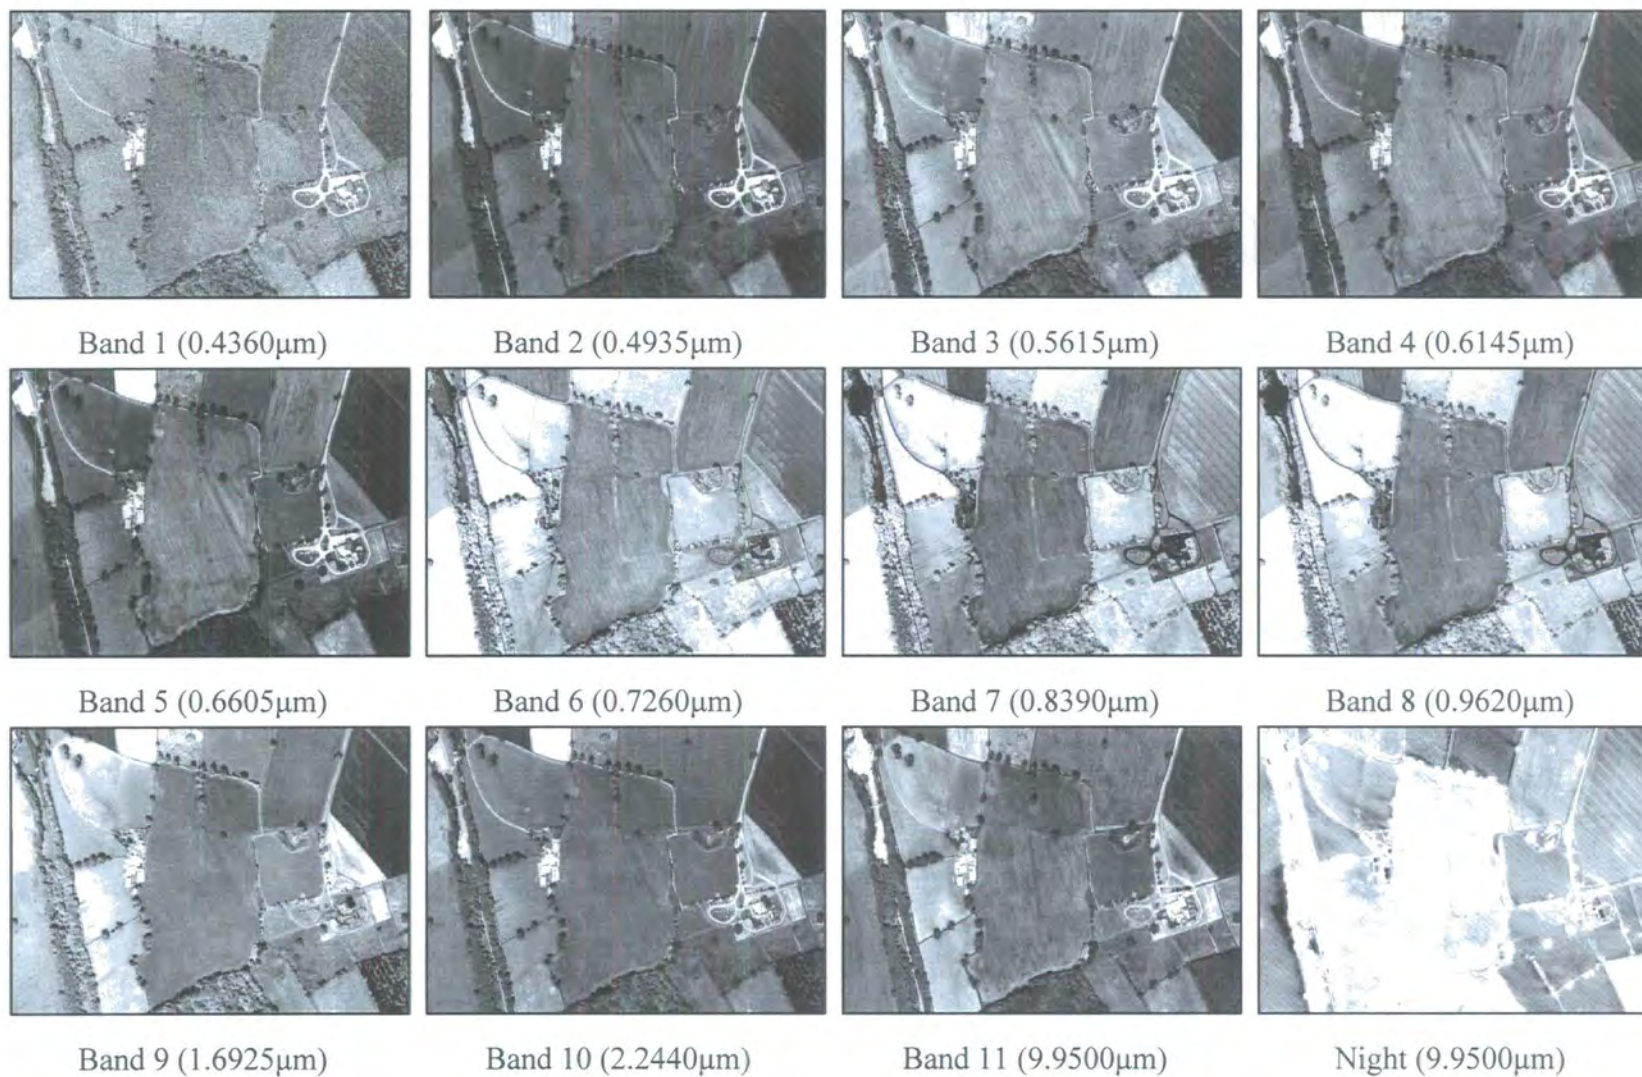 Band 1 (0.4360μm) Band 2 (0.4935μm) Band 3 (0.5615μm) Band 4 (0.6145μm)
Band 5 (0.6605μm) Band 6 (0.7260μm) Band 7 (0.8390μm) Band 8 (0.9620μm)
Band 9 (1.6925μm) Band 10 (2.2440μm) Band 11 (9.9500μm) Night (9.9500μm)